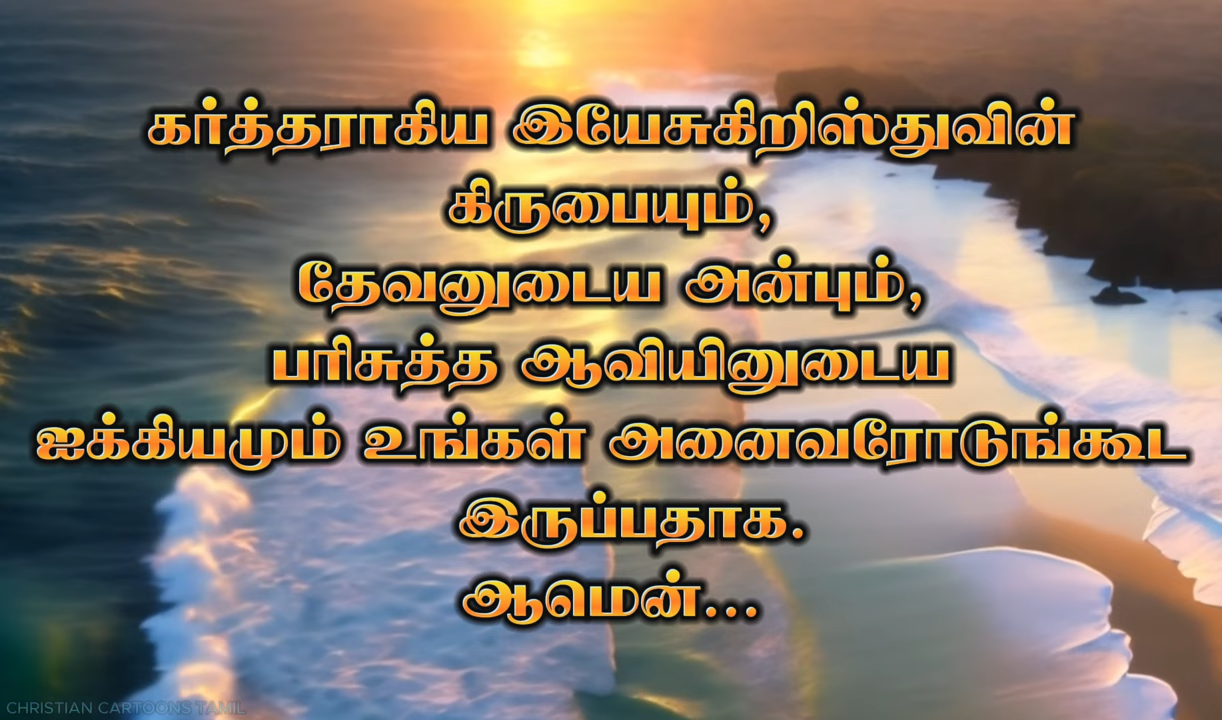 கர்த்தராகிய இயேசுகிறிஸ்துவின்
கிருபையும்,
தேவனுடைய அன்பும்,
பரிசுத்த ஆவியினுடைய
ஐக்கியமும் உங்கள் அனைவரோடுங்கூட
இருப்பதாக.
ஆமென்...
CHRISTIAN CARTOONS TAMIL